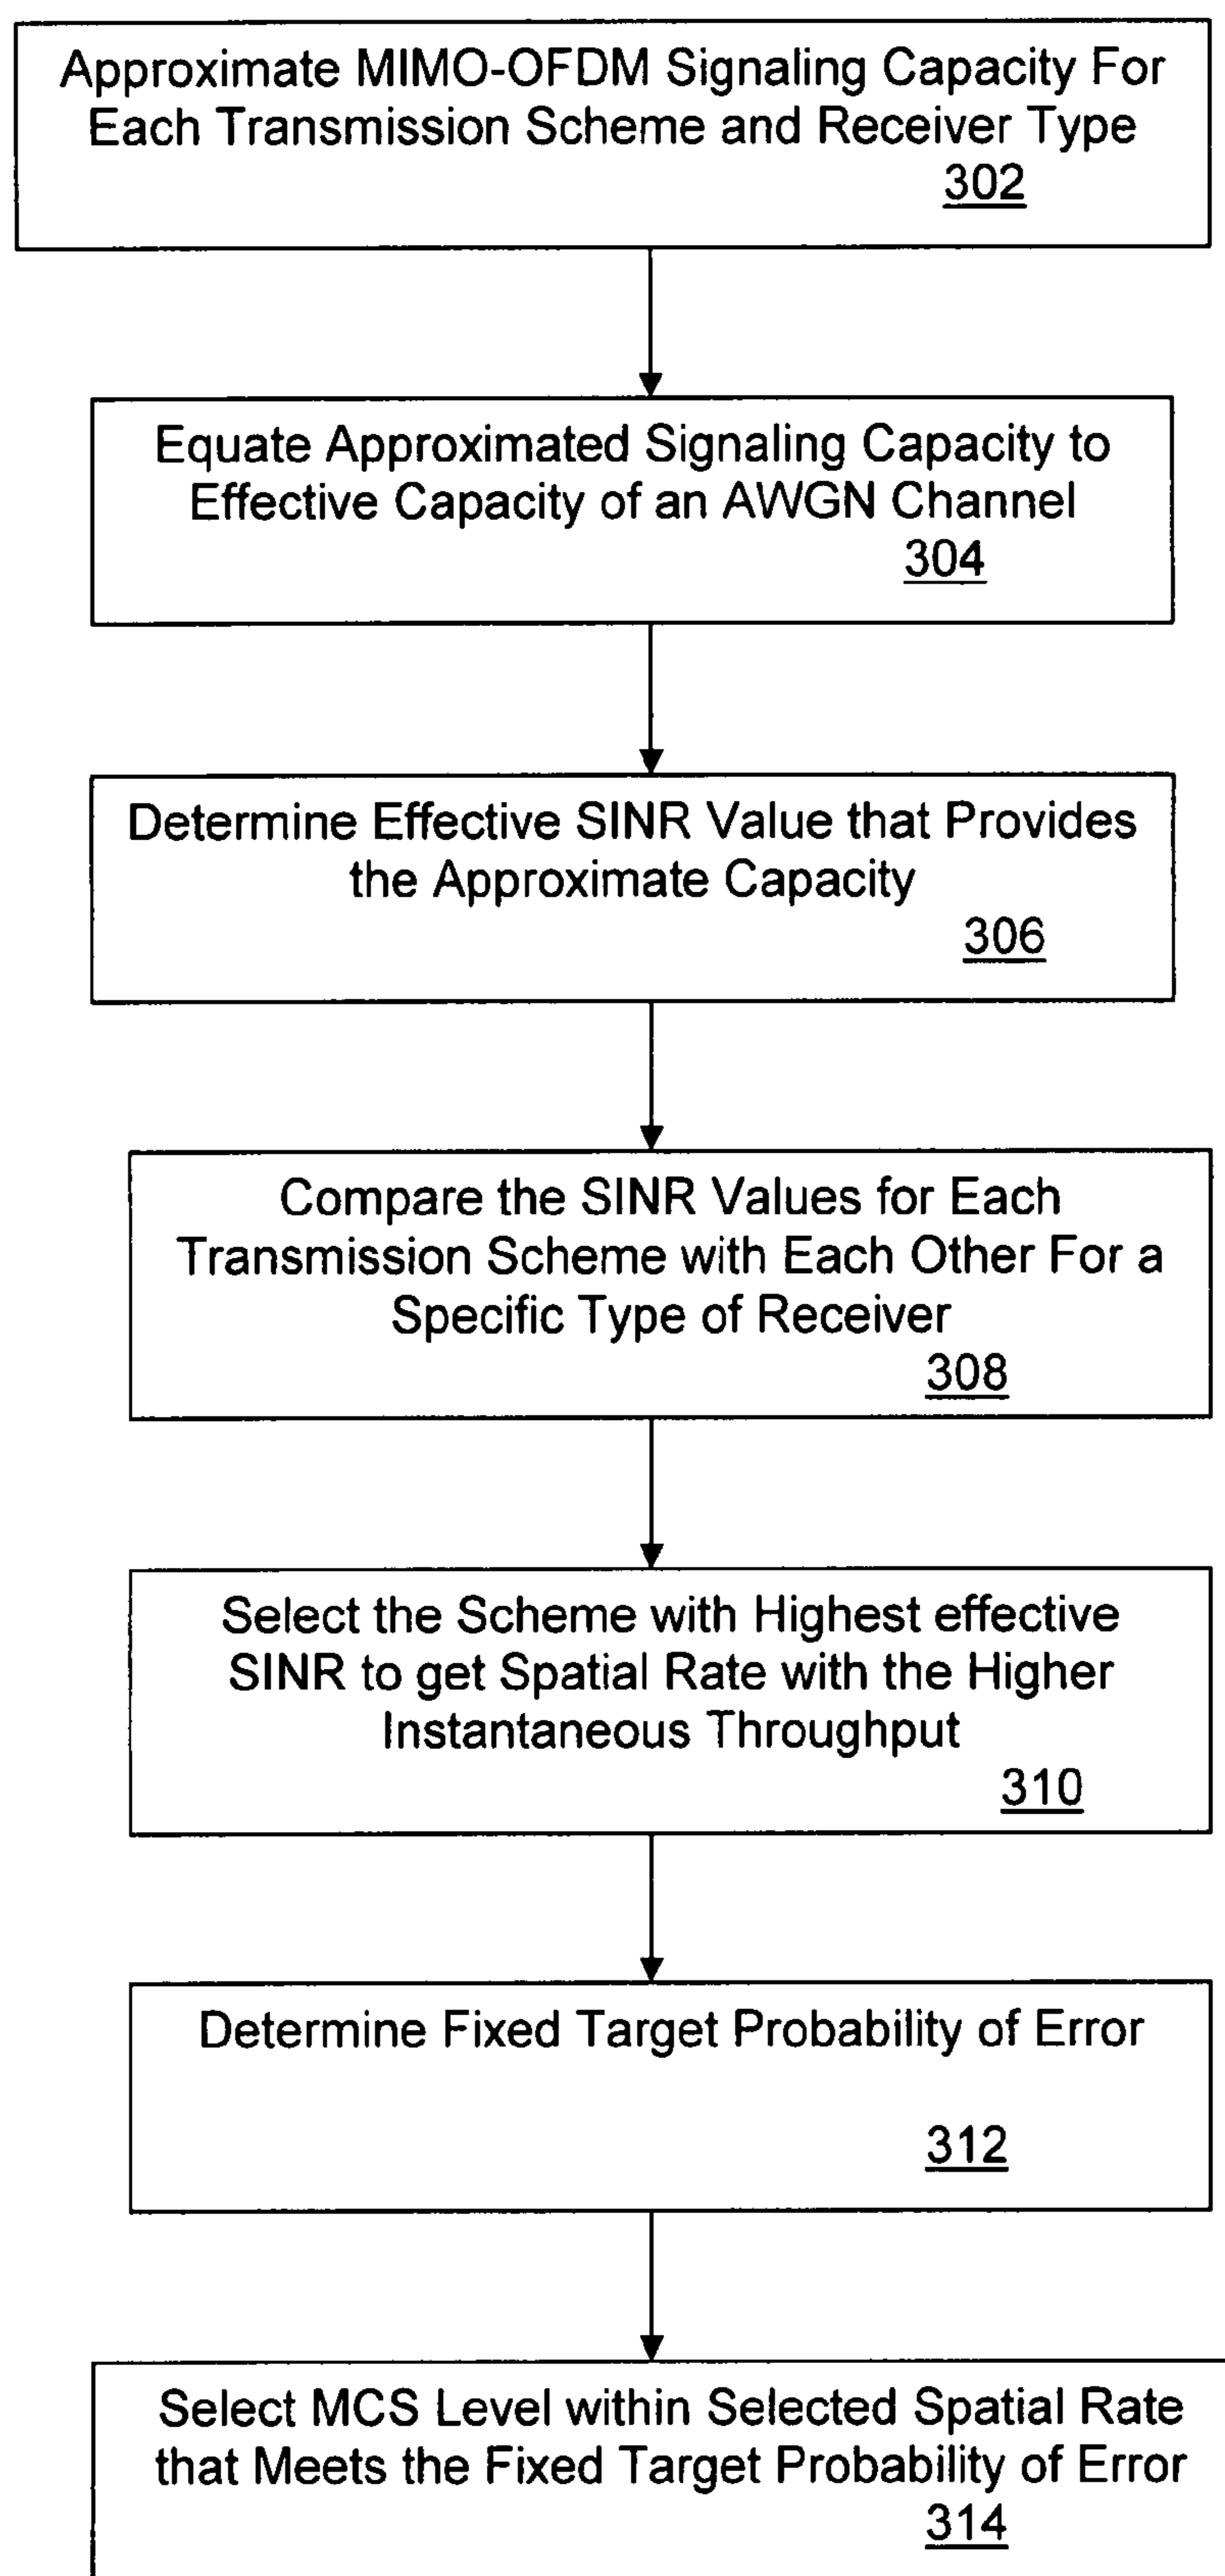 Approximate MIMO-OFDM Signaling Capacity For
Each Transmission Scheme and Receiver Type
302
Equate Approximated Signaling Capacity to
Effective Capacity of an AWGN Channel
304
Determine Effective SINR Value that Provides
the Approximate Capacity
306
Compare the SINR Values for Each
Transmission Scheme with Each Other For a
Specific Type of Receiver
308
Select the Scheme with Highest effective
SINR to get Spatial Rate with the Higher
Instantaneous Throughput
310
Determine Fixed Target Probability of Error
312
Select MCS Level within Selected Spatial Rate
that Meets the Fixed Target Probability of Error
314